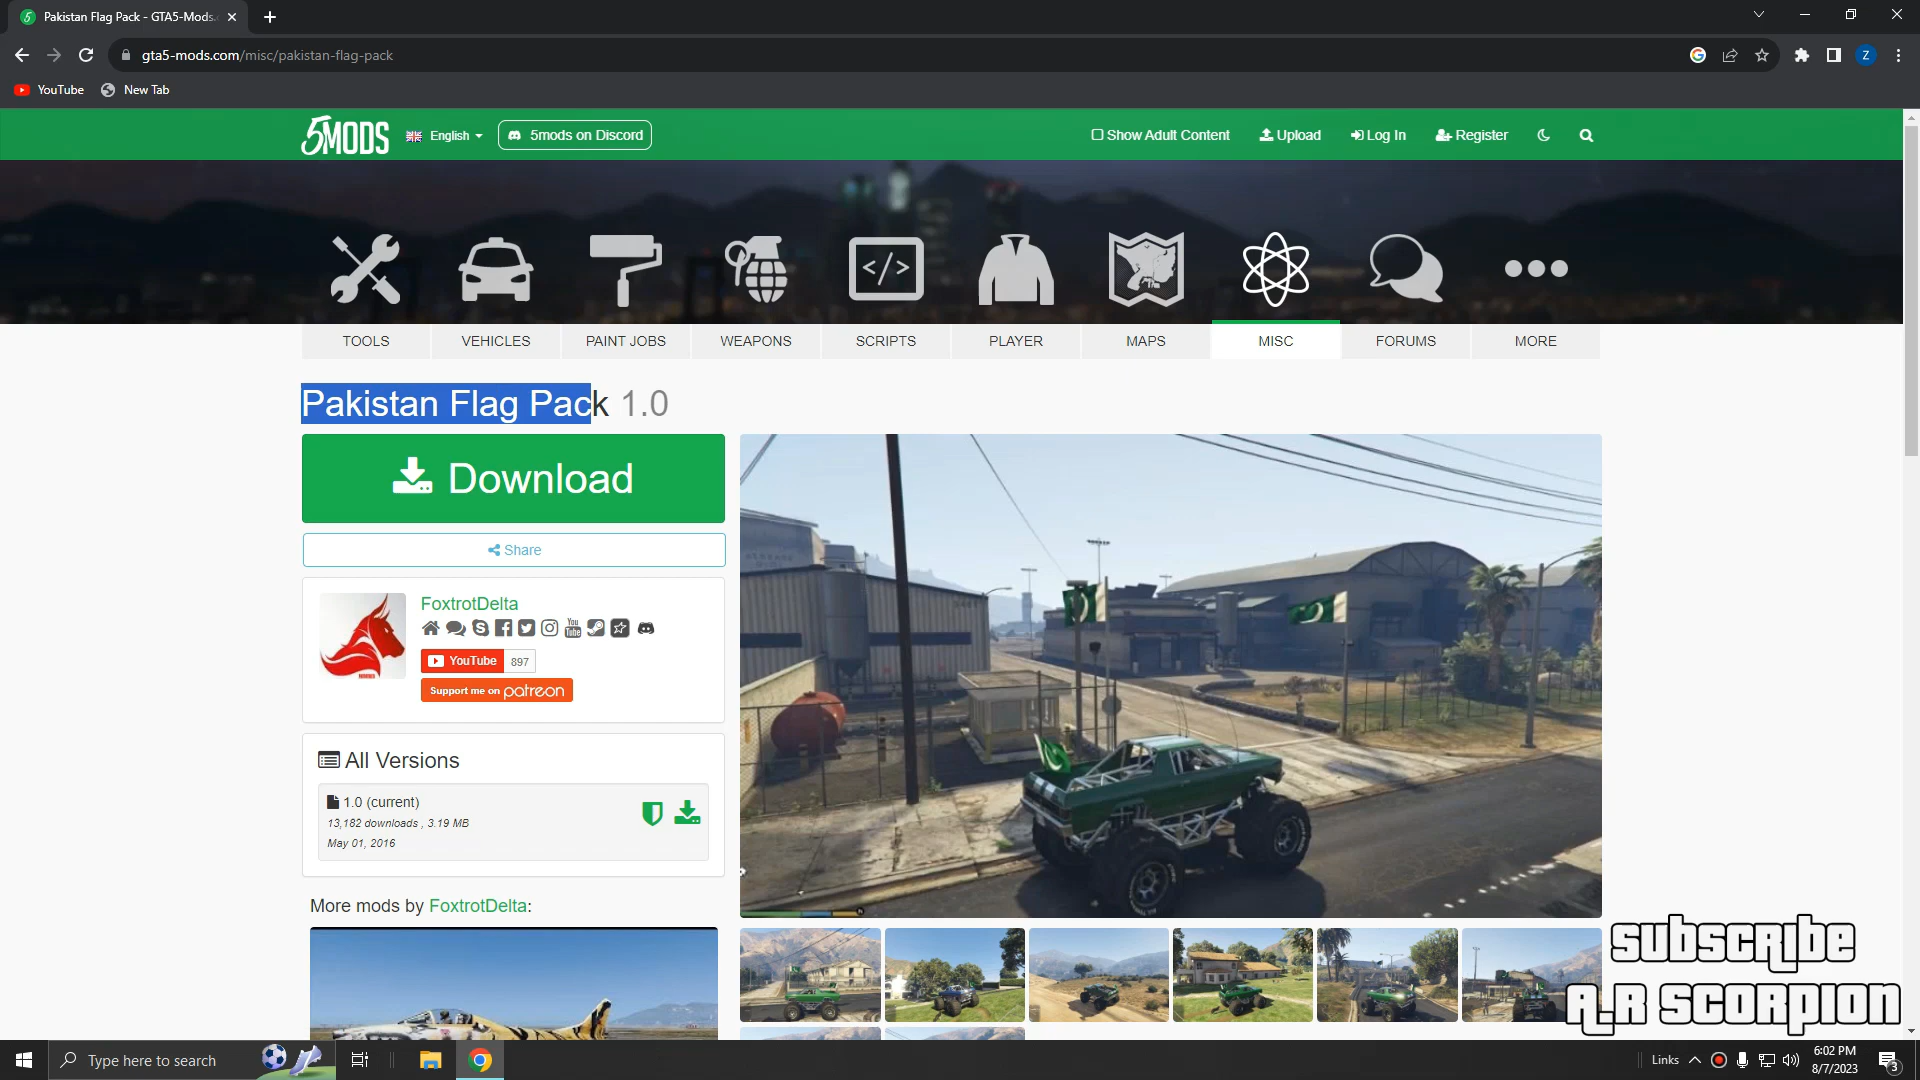 Pakistan Flag Pack - GTA5-Mods.
gta5-mods.com/misc/pakistan-flag-pack
Z
YouTube
New Tab
5MODS
English
5mods on Discord
Show Adult Content
Upload
Log In
Register
TOOLS
VEHICLES
PAINT JOBS
WEAPONS
SCRIPTS
PLAYER
MAPS
MISC
FORUMS
MORE
Pakistan Flag Pack 1.0
Download
Share
FoxtrotDelta
YouTube 897
Support me on patreon
All Versions
1.0 (current)
13,182 downloads , 3.19 MB
May 01, 2016
More mods by FoxtrotDelta:
SUBSCRIBE
A.R SCORPION
Type here to search
Links
6:02 PM
8/7/2023
3